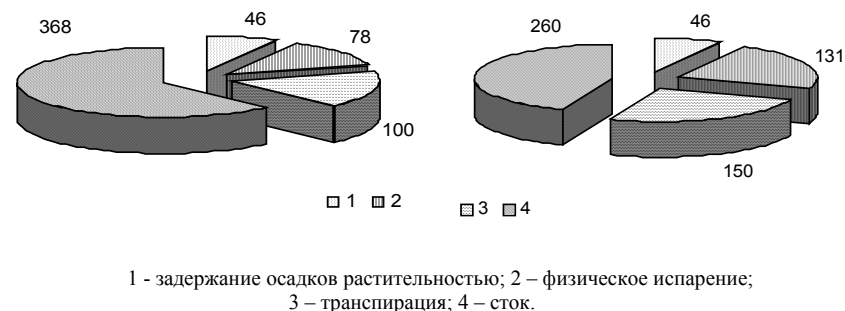 368 46 78 100
260 46 131 150
1 2 3 4
1 - задержание осадков растительностью; 2 – физическое испарение;
3 – транспирация; 4 – сток.